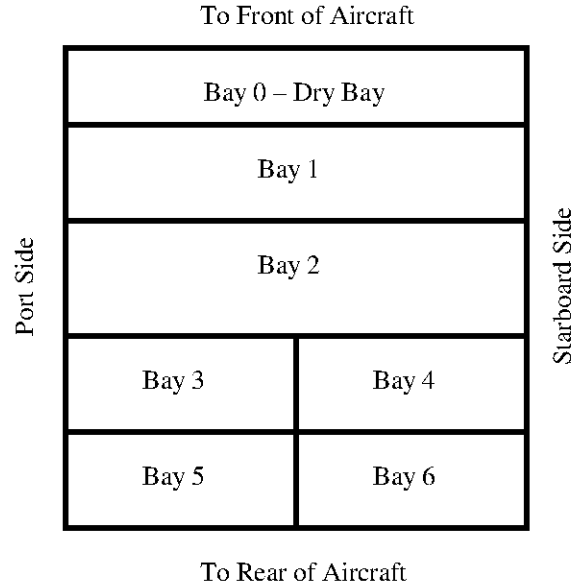 To Front of Aircraft
Bay 0 – Dry Bay
Bay 1
Port Side
Bay 2
Starboard Side
Bay 3
Bay 4
Bay 5
Bay 6
To Rear of Aircraft